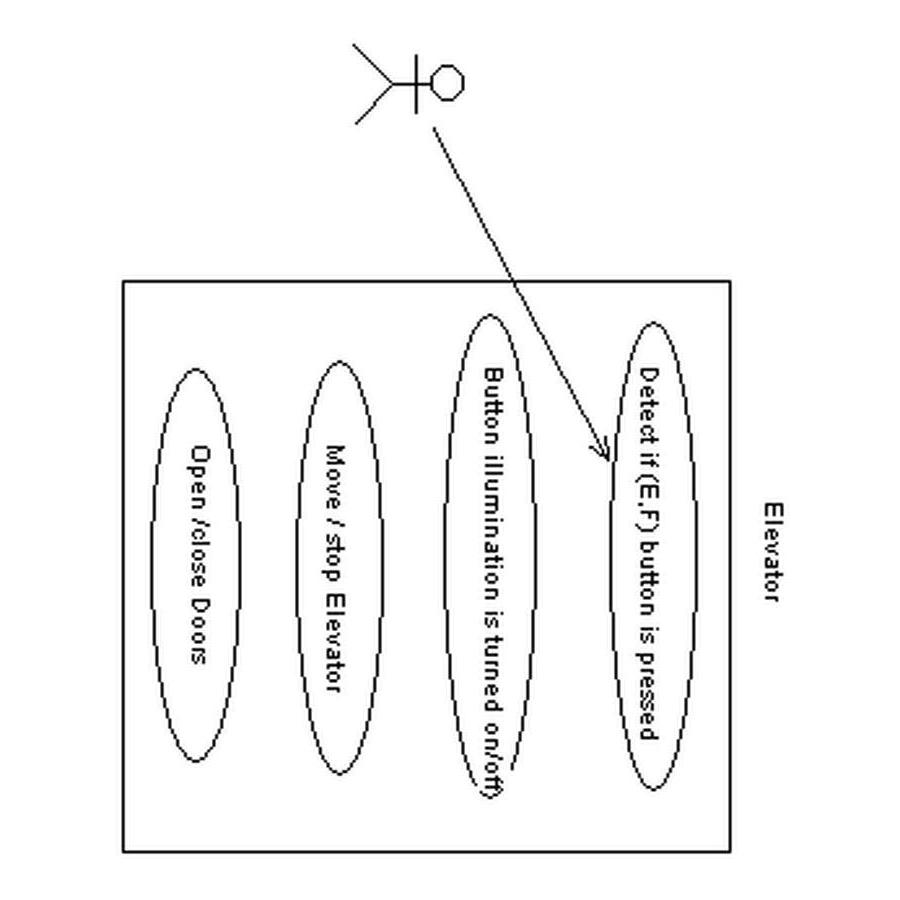 Elevator
Detect if (E,F) button is pressed
Button illumination is turned on/off)
Move / stop Elevator
Open /close Doors